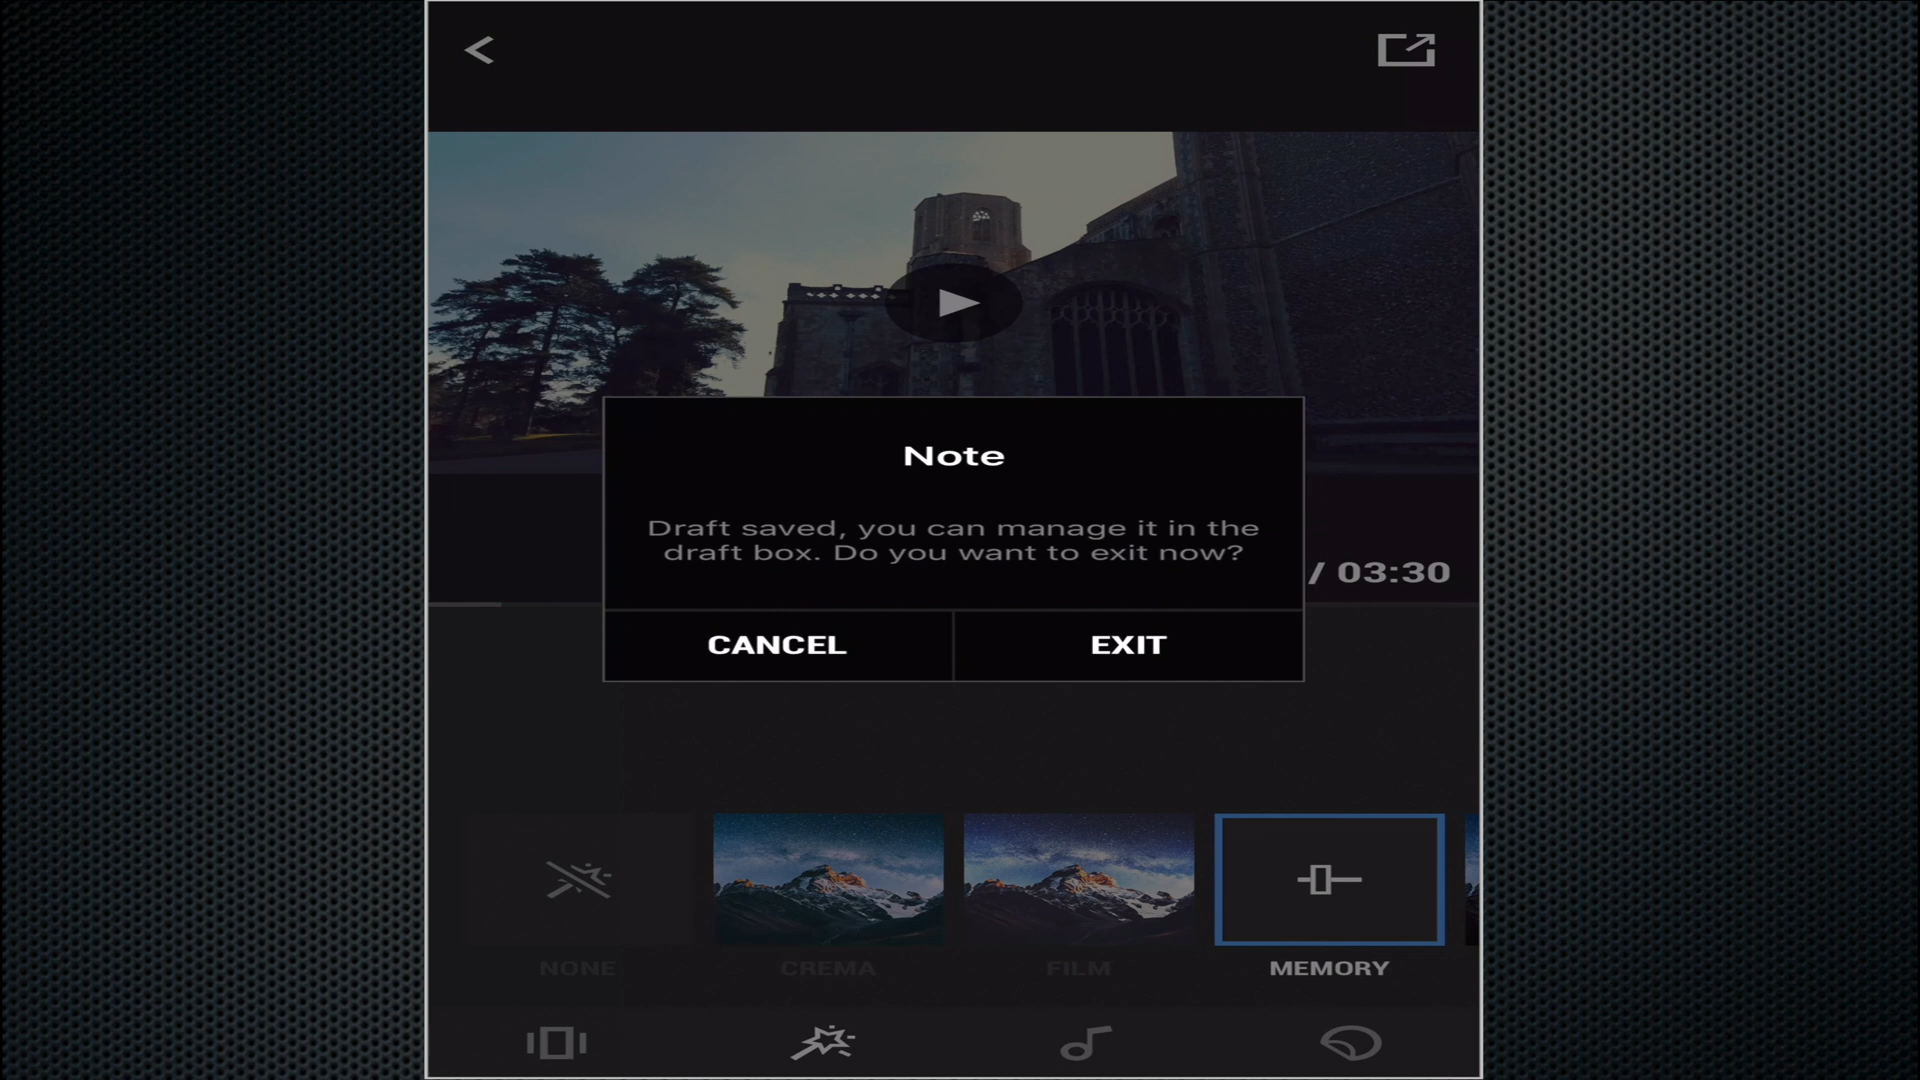 Note
Draft saved, you can manage it in the
draft box. Do you want to exit now?
/ 03:30
CANCEL
EXIT
NONE
CREMA
FILM
MEMORY